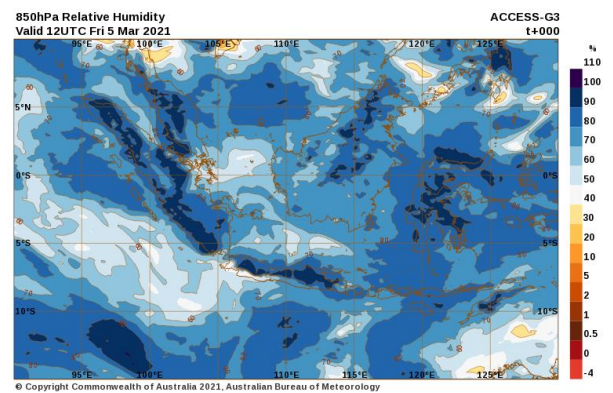 850hPa Relative Humidity
ACCESS-G3
Valid 12UTC Fri 5 Mar 2021
t+000
95°E 100°E 105°E 110°E 115°E 120°E 125°E
%
110
100
90
80
70
60
50
40
30
20
10
5
2
1
0.5
0
-4
5°N
0°S 0°S
5°S 5°S
10°S 10°S
95°E 100°E 105°E 110°E 115°E 120°E 125°E
© Copyright Commonwealth of Australia 2021, Australian Bureau of Meteorology